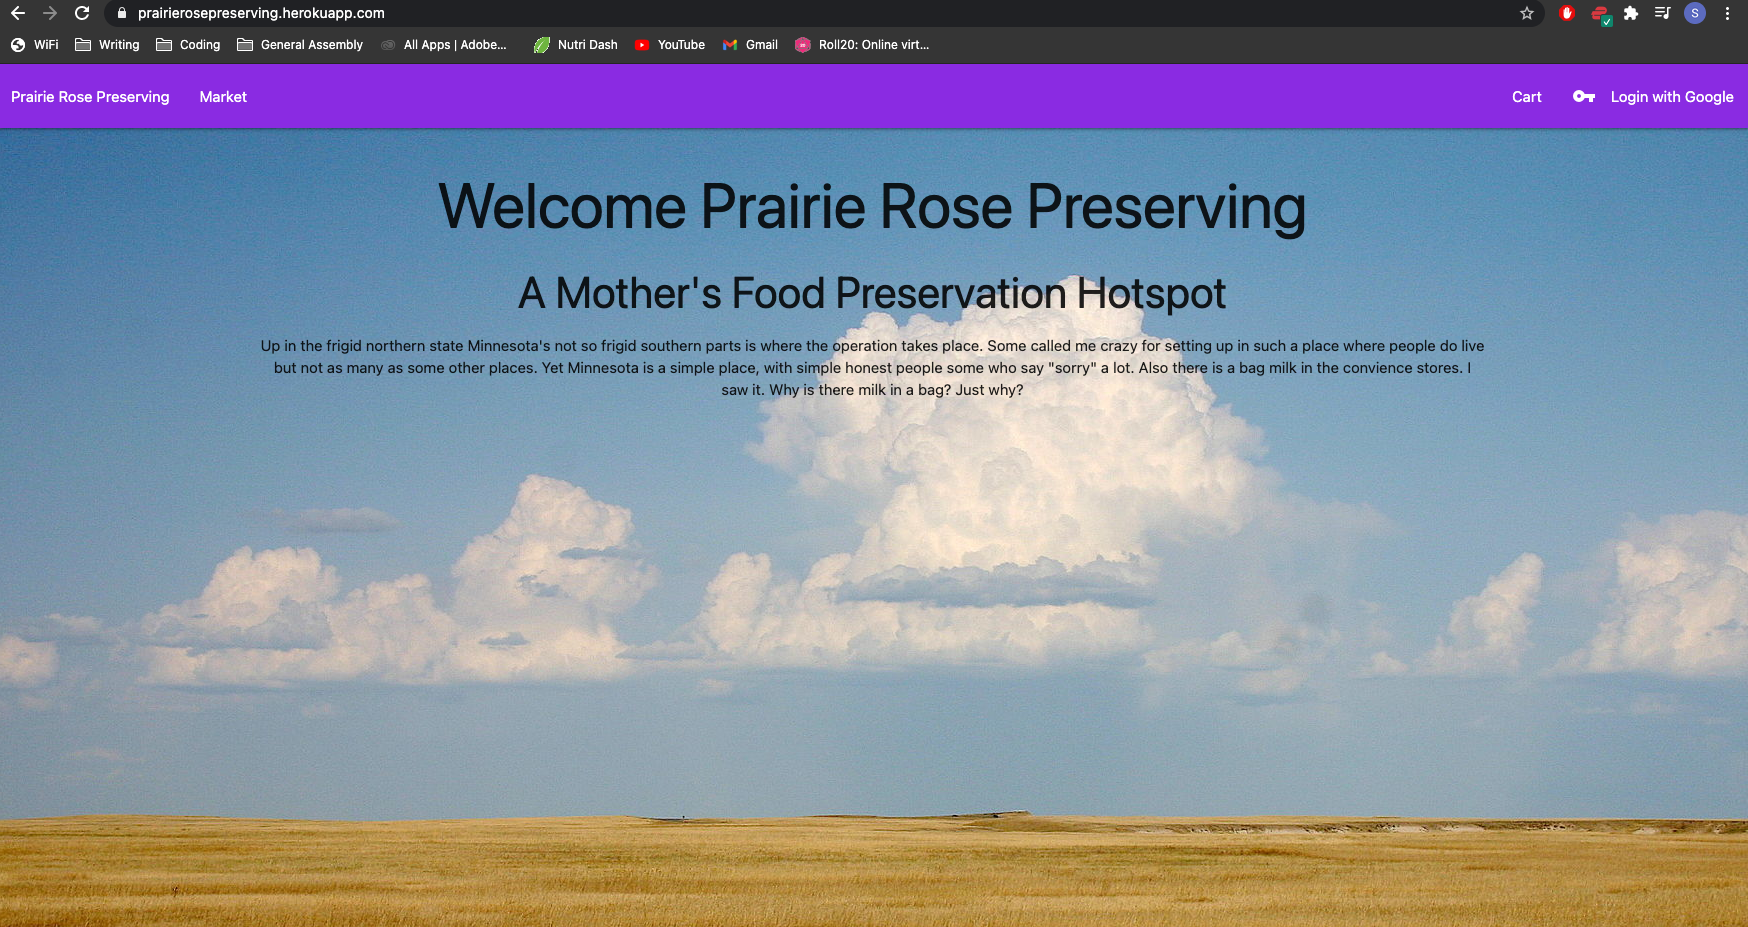 prairierosepreserving.herokuapp.com
WiFi Writing Coding General Assembly All Apps | Adobe... Nutri Dash YouTube Gmail Roll20: Online virt...
S
Prairie Rose Preserving Market Cart Login with Google
Welcome Prairie Rose Preserving
A Mother's Food Preservation Hotspot
Up in the frigid northern state Minnesota's not so frigid southern parts is where the operation takes place. Some called me crazy for setting up in such a place where people do live
but not as many as some other places. Yet Minnesota is a simple place, with simple honest people some who say "sorry" a lot. Also there is a bag milk in the convience stores. I
saw it. Why is there milk in a bag? Just why?